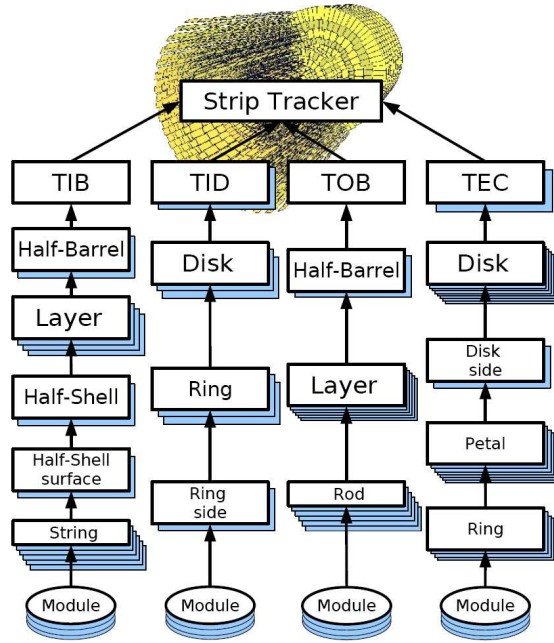 Strip Tracker
TIB
TID
TOB
TEC
Half-Barrel
Disk
Half-Barrel
Disk
Layer
Disk
side
Half-Shell
Ring
Layer
Petal
Half-Shell
surface
Ring
side
Rod
String
Ring
Module
Module
Module
Module